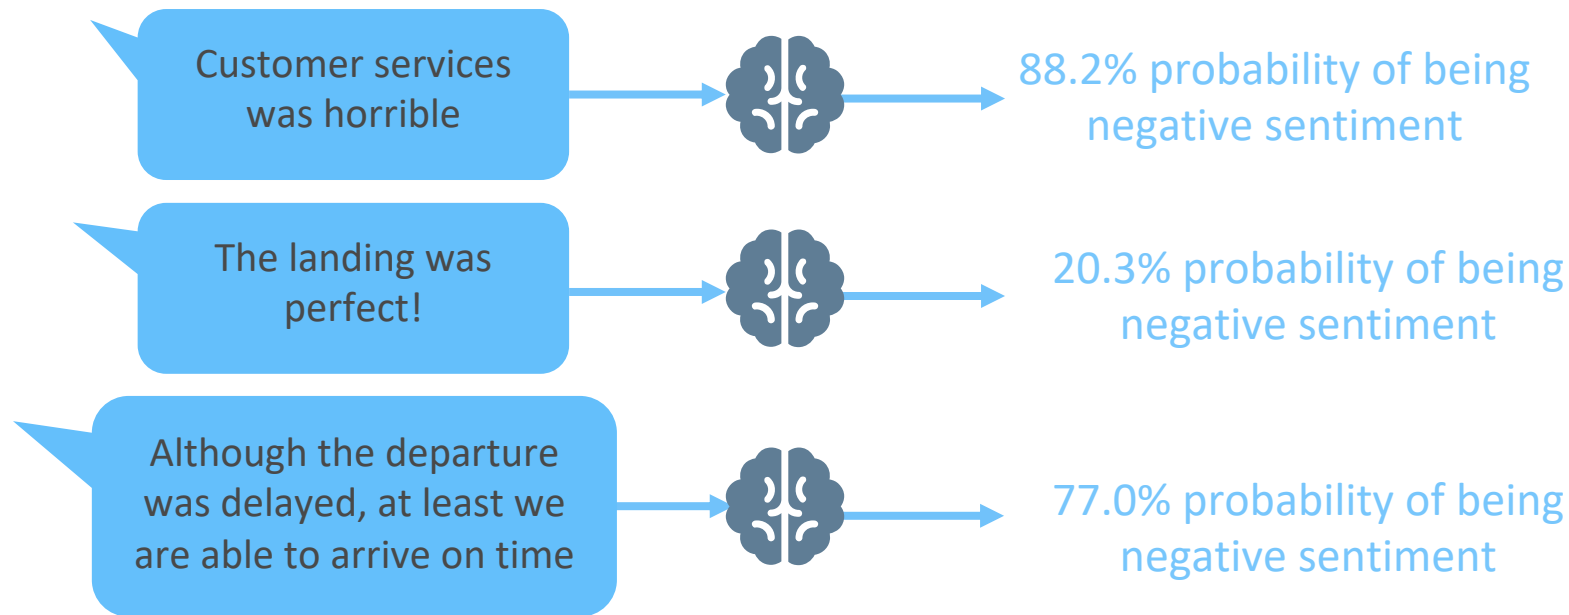 Customer services
was horrible
88.2% probability of being
negative sentiment
The landing was
perfect!
20.3% probability of being
negative sentiment
Although the departure
was delayed, at least we
are able to arrive on time
77.0% probability of being
negative sentiment